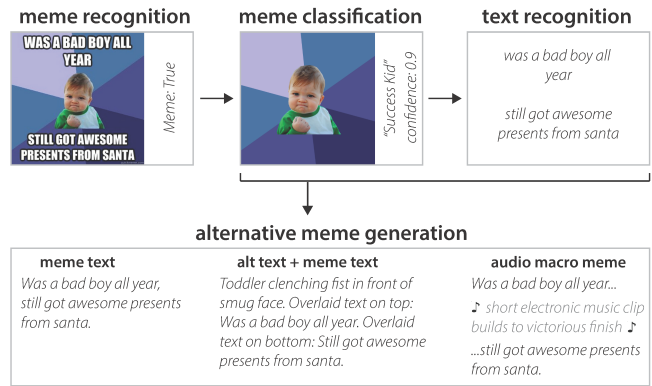 meme recognition
meme classification
text recognition
WAS A BAD BOY ALL
YEAR
STILL GOT AWESOME
PRESENTS FROM SANTA
Meme: True
"Success Kid"
confidence: 0.9
was a bad boy all
year
still got awesome
presents from santa
alternative meme generation
meme text
Was a bad boy all year,
still got awesome presents
from santa.
alt text + meme text
Toddler clenching fist in front of
smug face. Overlaid text on top:
Was a bad boy all year. Overlaid
text on bottom: Still got awesome
presents from santa.
audio macro meme
Was a bad boy all year...
♪ short electronic music clip
builds to victorious finish ♪
...still got awesome presents
from santa.